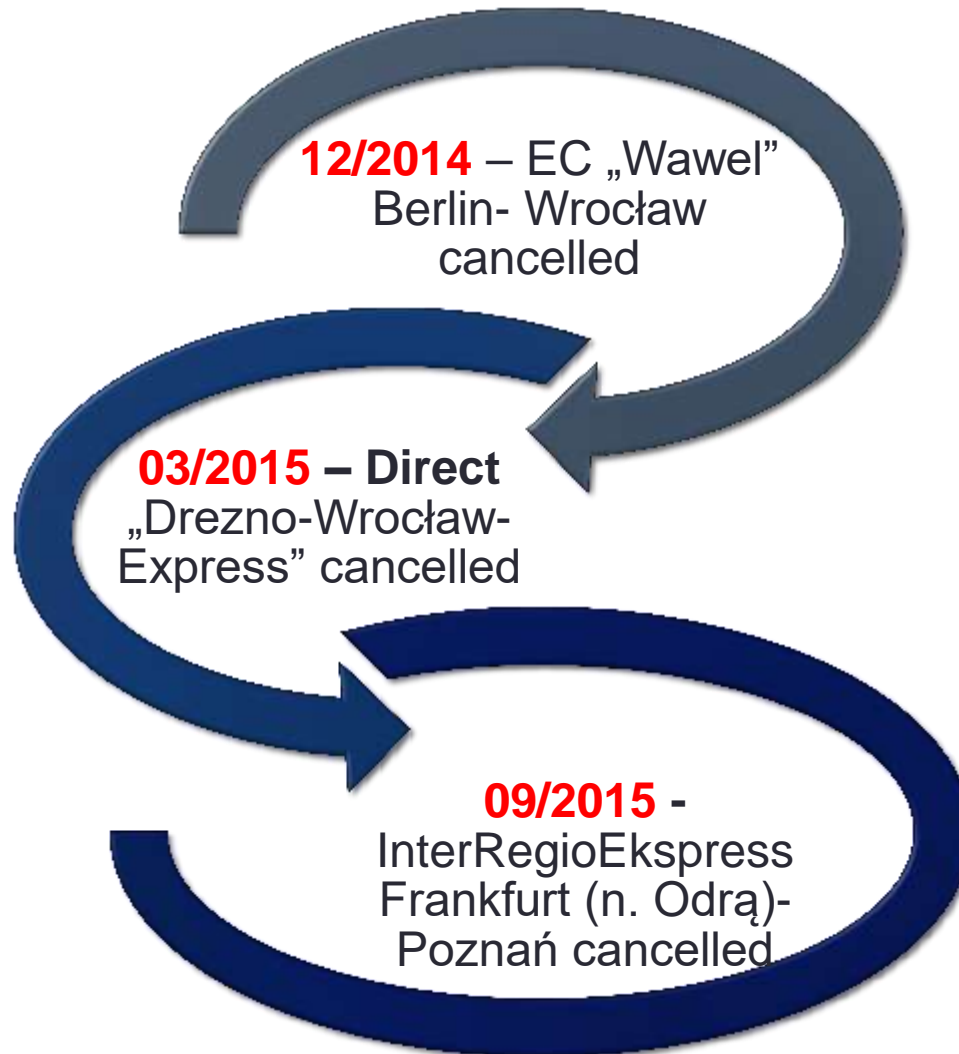 12/2014 – EC „Wawel”
Berlin- Wrocław
cancelled
03/2015 – Direct
„Drezno-Wrocław-
Express” cancelled
09/2015 -
InterRegioEkspress
Frankfurt (n. Odrą)-
Poznań cancelled